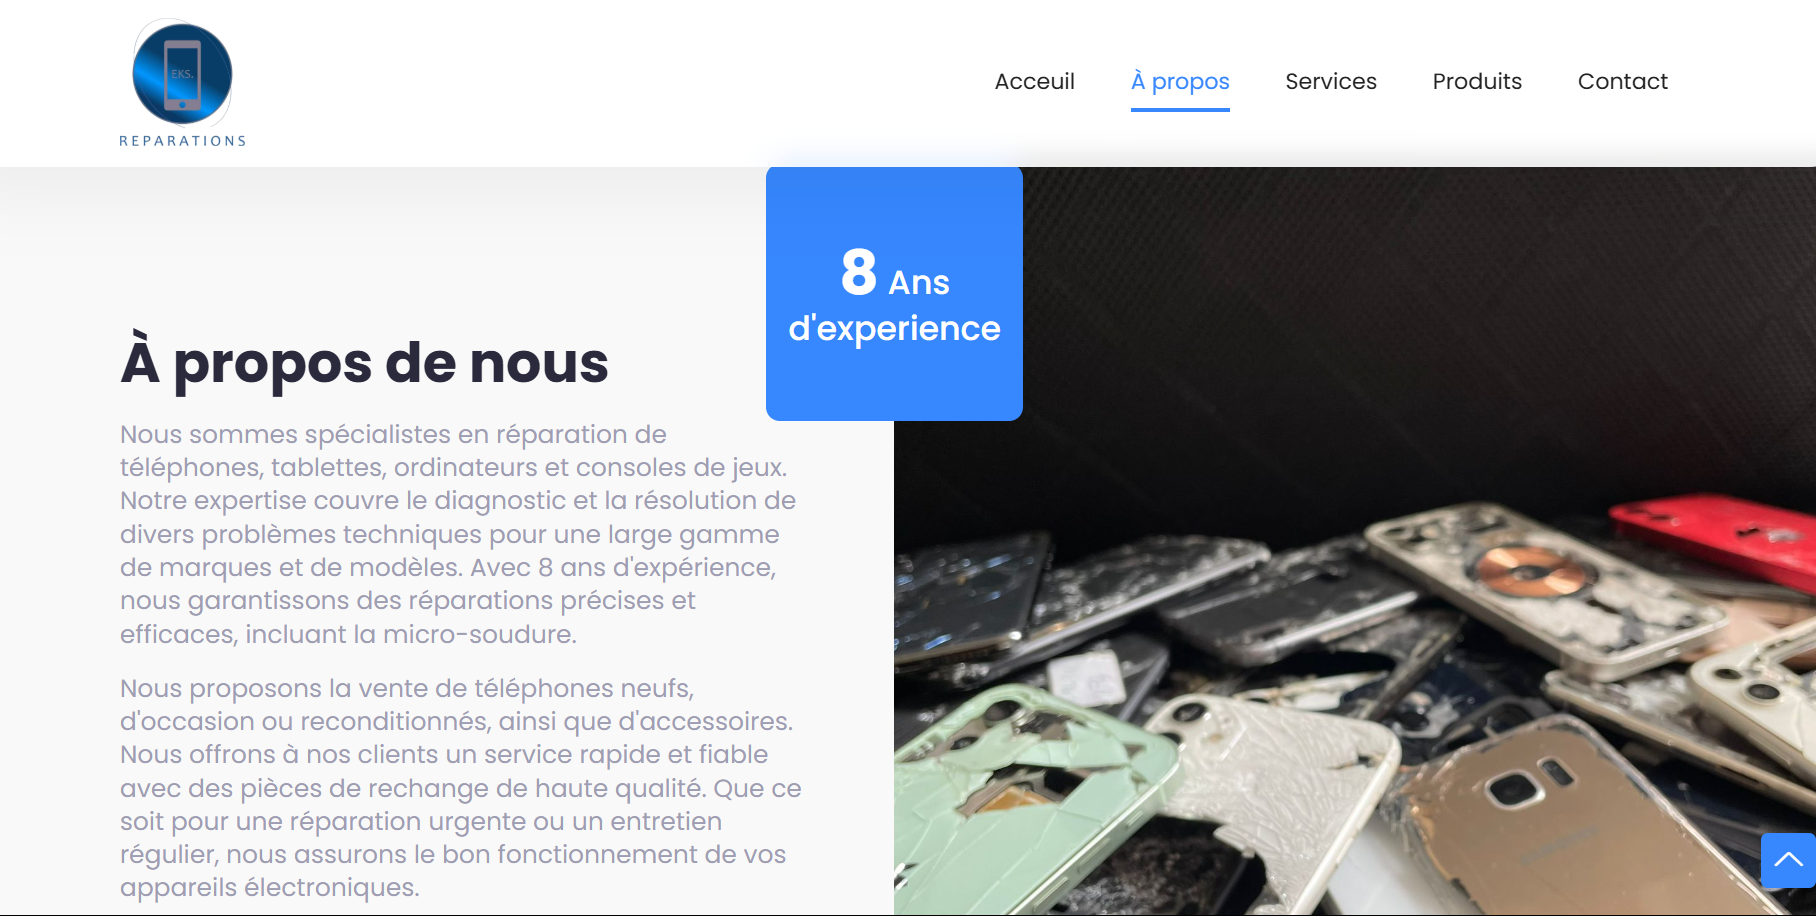 EKS.
REPARATIONS
Acceuil
À propos
Services
Produits
Contact
8 Ans
d'experience
À propos de nous
Nous sommes spécialistes en réparation de
téléphones, tablettes, ordinateurs et consoles de jeux.
Notre expertise couvre le diagnostic et la résolution de
divers problèmes techniques pour une large gamme
de marques et de modèles. Avec 8 ans d'expérience,
nous garantissons des réparations précises et
efficaces, incluant la micro-soudure.
Nous proposons la vente de téléphones neufs,
d'occasion ou reconditionnés, ainsi que d'accessoires.
Nous offrons à nos clients un service rapide et fiable
avec des pièces de rechange de haute qualité. Que ce
soit pour une réparation urgente ou un entretien
régulier, nous assurons le bon fonctionnement de vos
appareils électroniques.
SAMSUNG